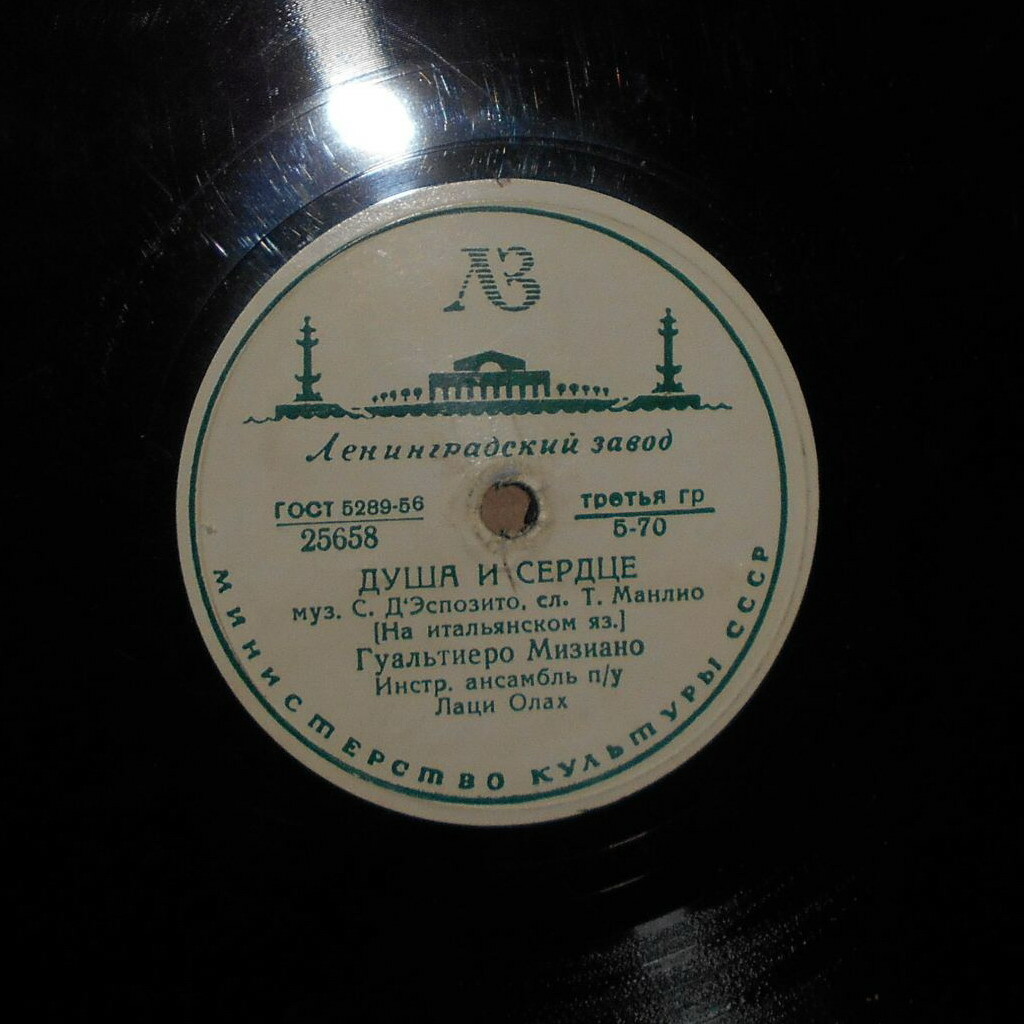 ЛЗ
Ленинградский завод
ГОСТ 5289-56
25658
третья гр
5-70
ДУША И СЕРДЦЕ
муз. С. Д'Эспозито, сл. Т. Манлио
[На итальянском яз.]
Гуальтиеро Мизиано
Инстр. ансамбль п/у
Лаци Олах
МИНИСТЕРСТВО КУЛЬТУРЫ СССР